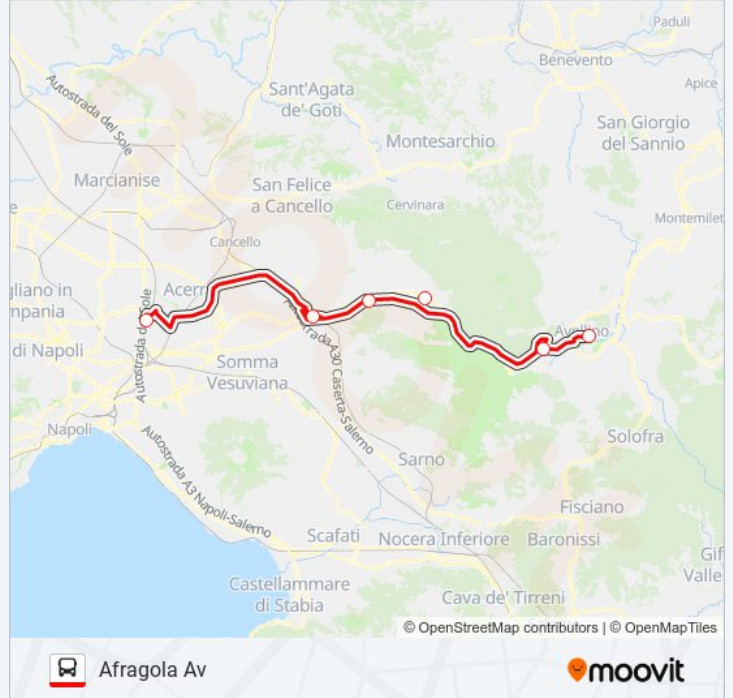 Paduli
Benevento
Apice
Sant'Agata
de' Goti
Autostrada del Sole
San Giorgio
del Sannio
Montesarchio
Marcianise
San Felice
a Cancello
Cervinara
Montemilet
e
Cancello
gliano in
mpania
Acerr
Autostrada del Sole
Avellino
di Napoli
Somma
Vesuviana
Autostrada A30 Caserta-Salerno
Napoli
Autostrada A3 Napoli-Salerno
Solofra
Sarno
Fisciano
Scafati
Nocera Inferiore
Baronissi
Gif
Valle
Castellammare
di Stabia
Cava de' Tirreni
© OpenStreetMap contributors | © OpenMapTiles
Afragola Av
moovit